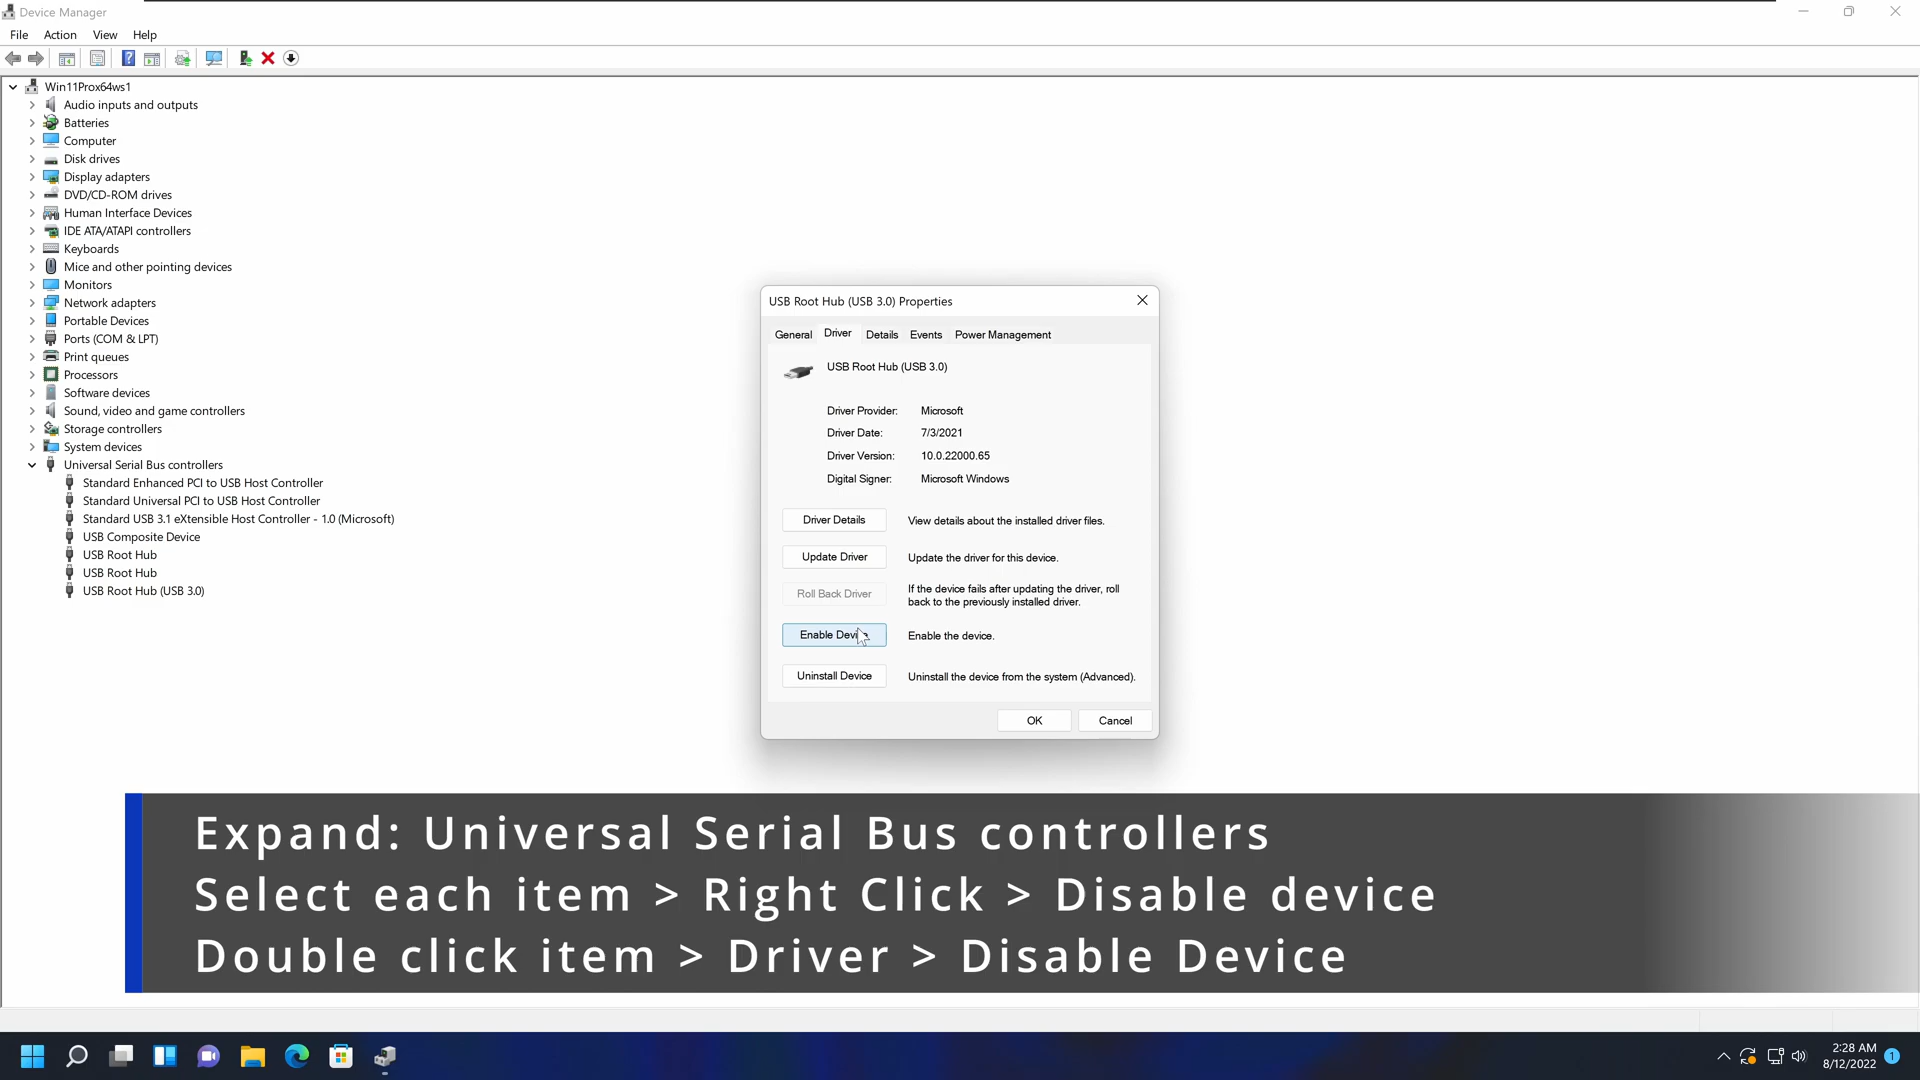 Device Manager
File Action View Help
Win11Prox64ws1
Audio inputs and outputs
Batteries
Computer
Disk drives
Display adapters
DVD/CD-ROM drives
Human Interface Devices
IDE ATA/ATAPI controllers
Keyboards
Mice and other pointing devices
Monitors
Network adapters
Portable Devices
Ports (COM & LPT)
Print queues
Processors
Software devices
Sound, video and game controllers
Storage controllers
System devices
Universal Serial Bus controllers
Standard Enhanced PCI to USB Host Controller
Standard Universal PCI to USB Host Controller
Standard USB 3.1 eXtensible Host Controller - 1.0 (Microsoft)
USB Composite Device
USB Root Hub
USB Root Hub
USB Root Hub (USB 3.0)
USB Root Hub (USB 3.0) Properties
General Driver Details Events Power Management
USB Root Hub (USB 3.0)
Driver Provider: Microsoft
Driver Date: 7/3/2021
Driver Version: 10.0.22000.65
Digital Signer: Microsoft Windows
Driver Details View details about the installed driver files.
Update Driver Update the driver for this device.
Roll Back Driver If the device fails after updating the driver, roll
back to the previously installed driver.
Enable Device Enable the device.
Uninstall Device Uninstall the device from the system (Advanced).
OK Cancel
Expand: Universal Serial Bus controllers
Select each item > Right Click > Disable device
Double click item > Driver > Disable Device
2:28 AM
8/12/2022
1